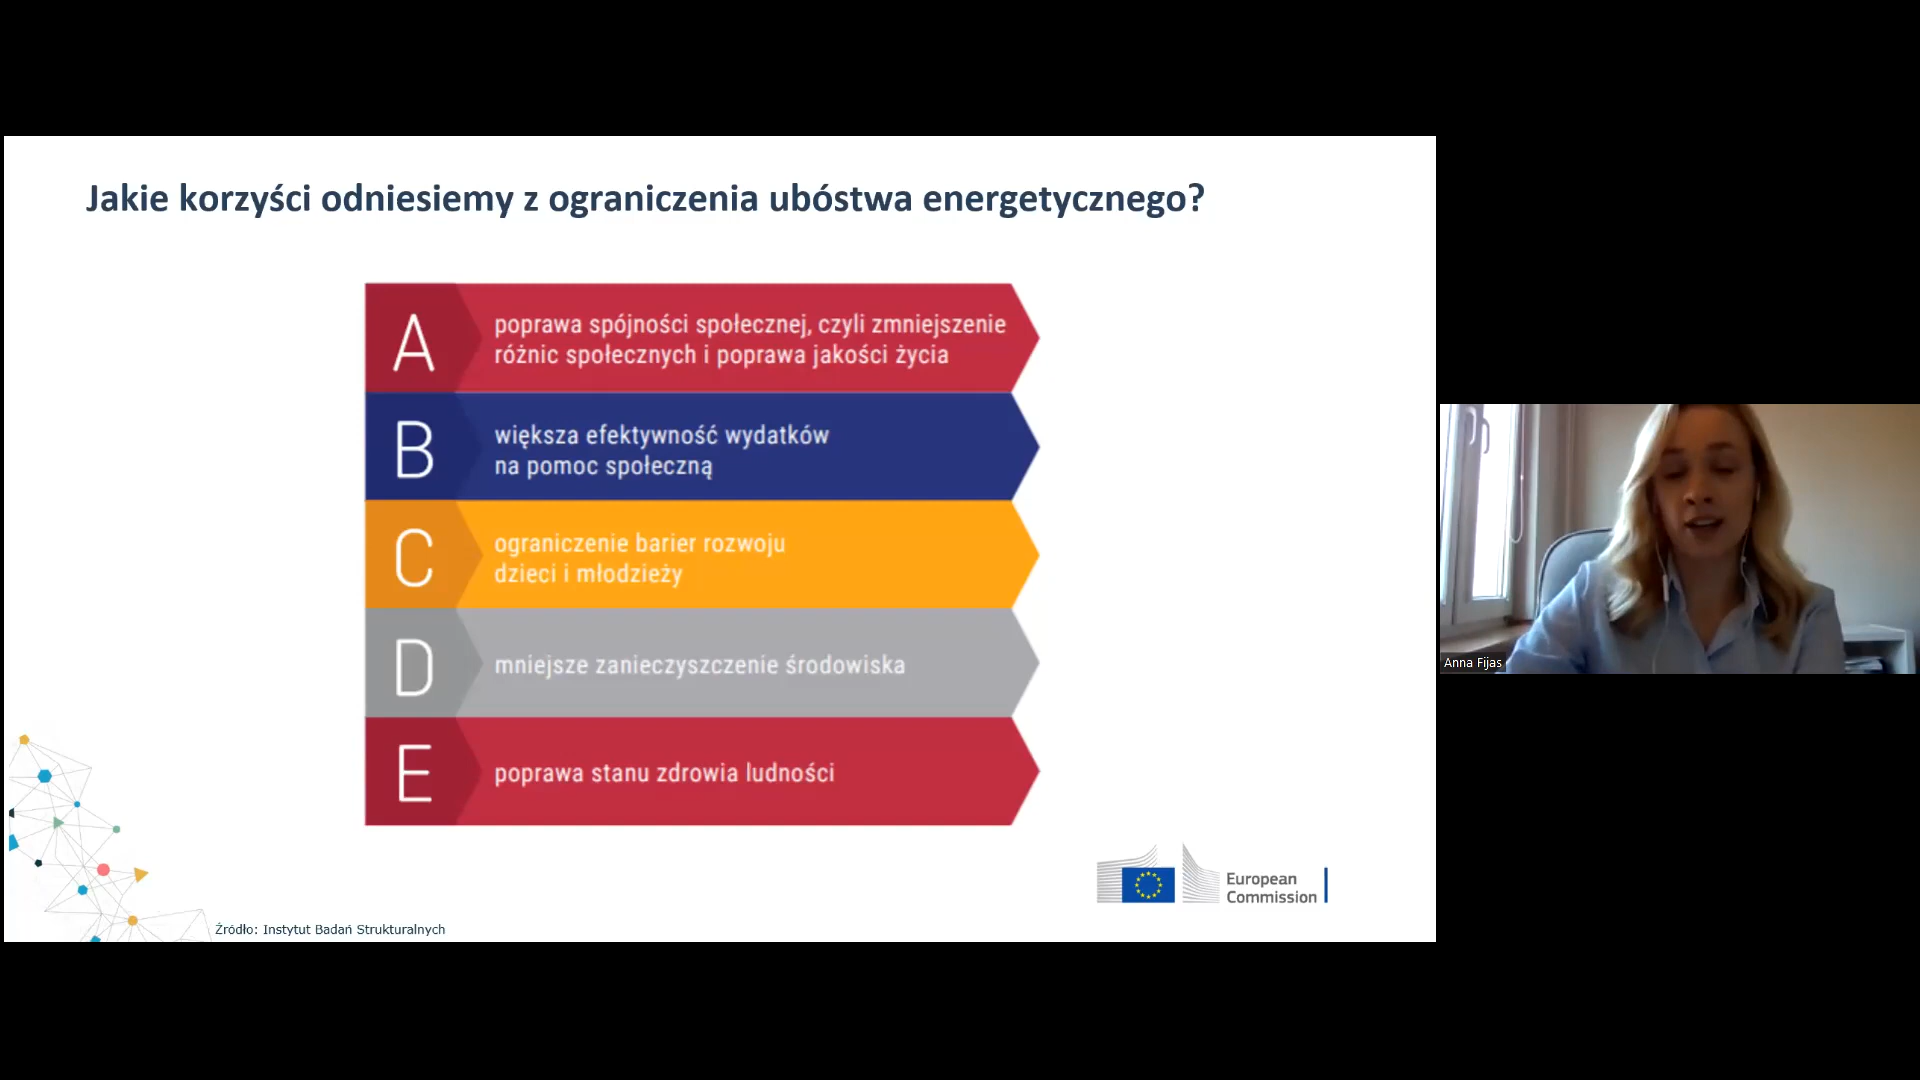 Jakie korzyści odniesiemy z ograniczenia ubóstwa energetycznego?
A
poprawa spójności społecznej, czyli zmniejszenie
różnic społecznych i poprawa jakości życia
B
większa efektywność wydatków
na pomoc społeczną
C
ograniczenie barier rozwoju
dzieci i młodzieży
D
mniejsze zanieczyszczenie środowiska
E
poprawa stanu zdrowia ludności
European
Commission
Źródło: Instytut Badań Strukturalnych
Anna Fijas